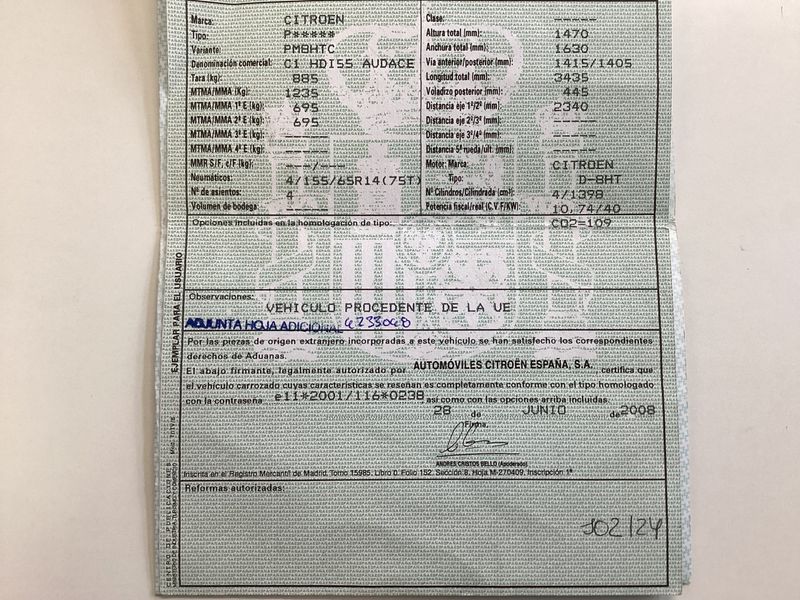 Marca: CITROEN Clase: -----
Tipo: P***** Altura total (mm): 1470
Variante: PM8HTC Anchura total (mm): 1630
Denominación comercial: C1 HDI55 AUDACE Vía anterior/posterior (mm): 1415/1405
Tara (kg): 885 Longitud total (mm): 3435
MTMA/MMA (Kg): 1235 Voladizo posterior (mm): 445
MTMA/MMA 1º E (kg): 695 Distancia eje 1º/2º (mm): 2340
MTMA/MMA 2º E (kg): 695 Distancia eje 2º/3º (mm): -----
MTMA/MMA 3º E (kg): ----- Distancia eje 3º/4º (mm): -----
MTMA/MMA 4º E (kg): ----- Distancia 5ª rueda/últ. (mm): -----
MMR S/F, c/F (kg): ---/--- Motor: Marca: CITROEN
Neumáticos: 4/155/65R14(75T) Tipo: D-8HT
Nº de asientos: 4 Nº Cilindros/Cilindrada (cm³): 4/1398
Volumen de bodega: ----- Potencia fiscal/real (C.V.F/KW): 10,74/40
Opciones incluidas en la homologación de tipo: CO2-109
EJEMPLAR PARA EL USUARIO
Observaciones: VEHICULO PROCEDENTE DE LA UE
ADJUNTA HOJA ADICIONAL
Por las piezas de origen extranjero incorporadas a este vehículo se han satisfecho los correspondientes
derechos de Aduanas.
El abajo firmante, legalmente autorizado por AUTOMÓVILES CITROËN ESPAÑA, S.A. certifica que
el vehículo carrozado cuyas características se reseñan es completamente conforme con el tipo homologado
con la contraseña e11*2001/116*0238 así como con las opciones arriba incluidas.
28 de JUNIO de 2008
Firma,
ANDRES CRISTOS BELLO (Apoderado)
Inscrita en el Registro Mercantil de Madrid, Tomo 15985, Libro 0, Folio 152, Sección 8, Hoja M-270409, Inscripción 1ª
Reformas autorizadas:
102/24
CENTRO DE PUBLICACIONES